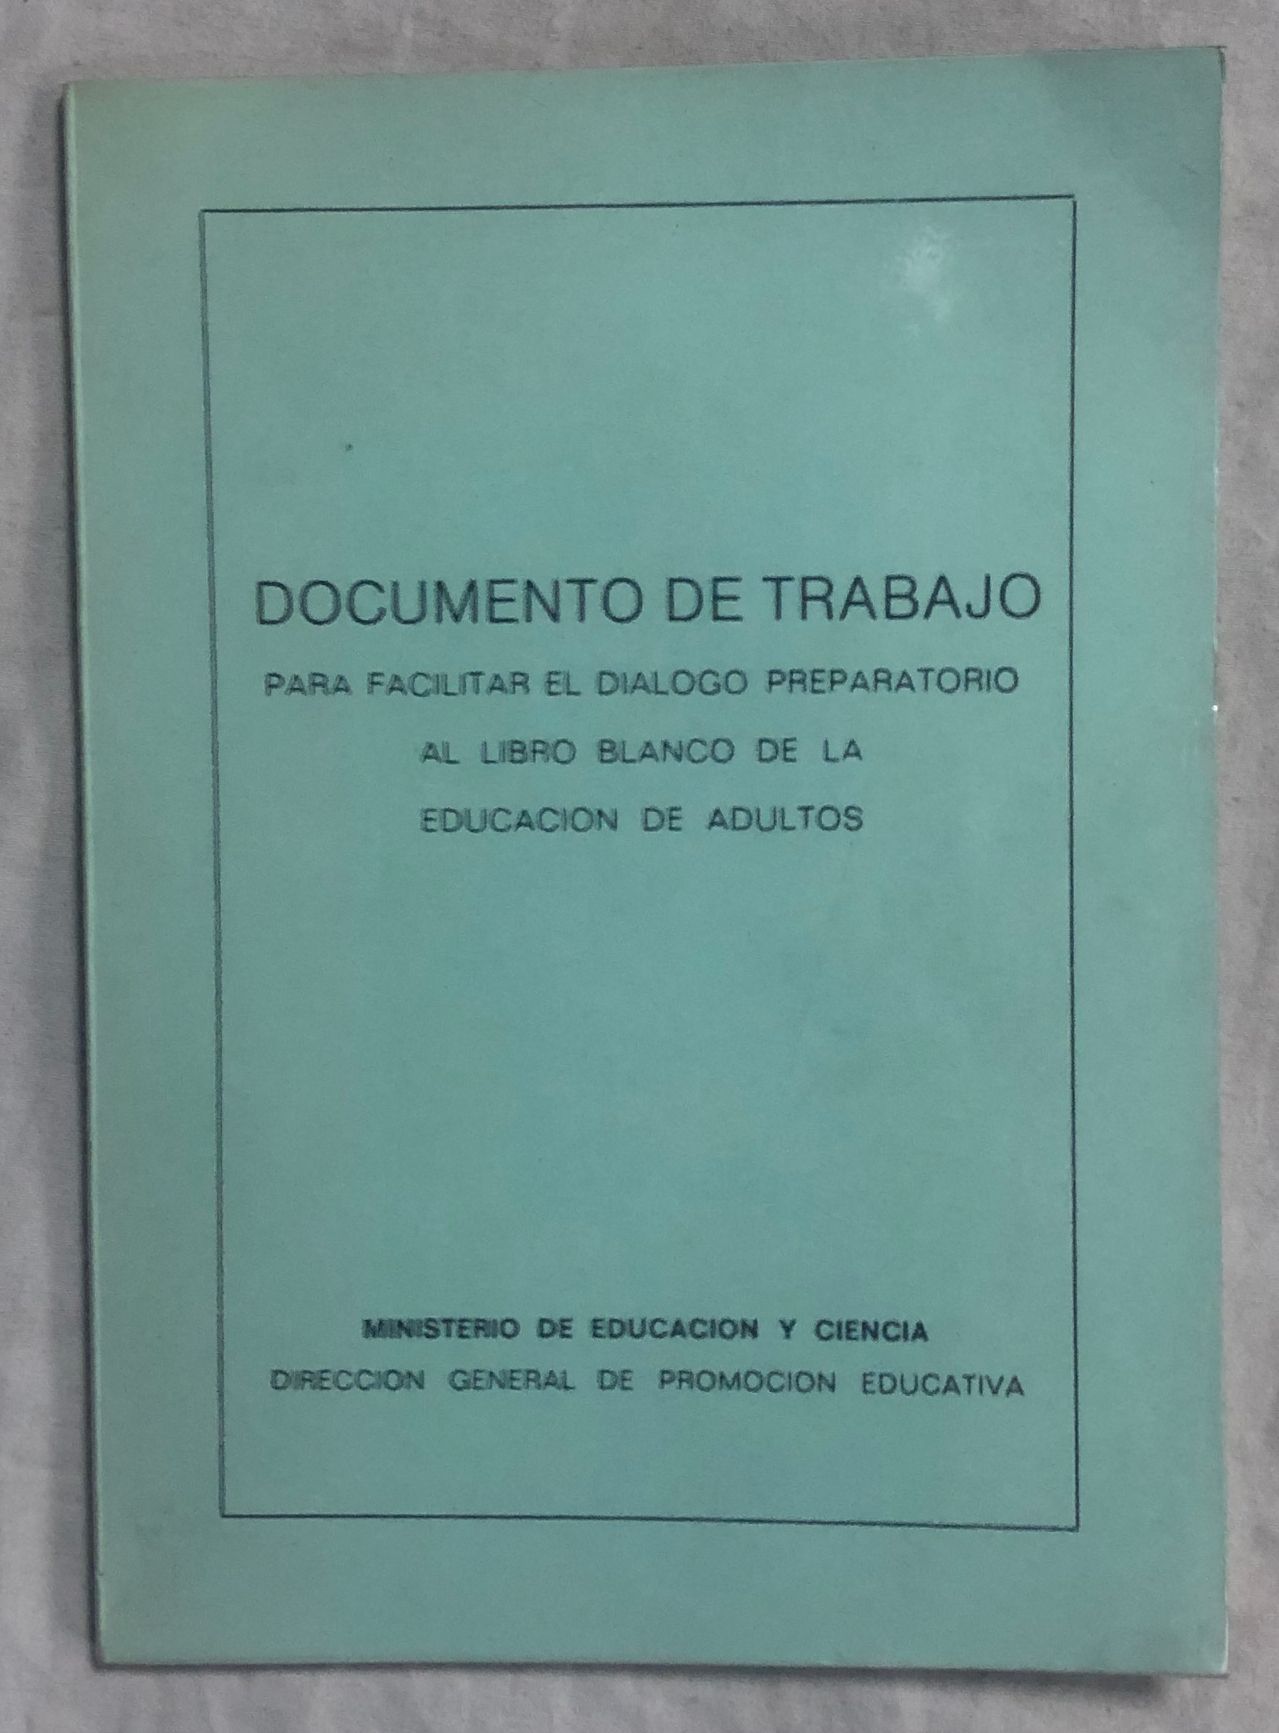 DOCUMENTO DE TRABAJO
PARA FACILITAR EL DIALOGO PREPARATORIO
AL LIBRO BLANCO DE LA
EDUCACION DE ADULTOS
MINISTERIO DE EDUCACION Y CIENCIA
DIRECCION GENERAL DE PROMOCION EDUCATIVA